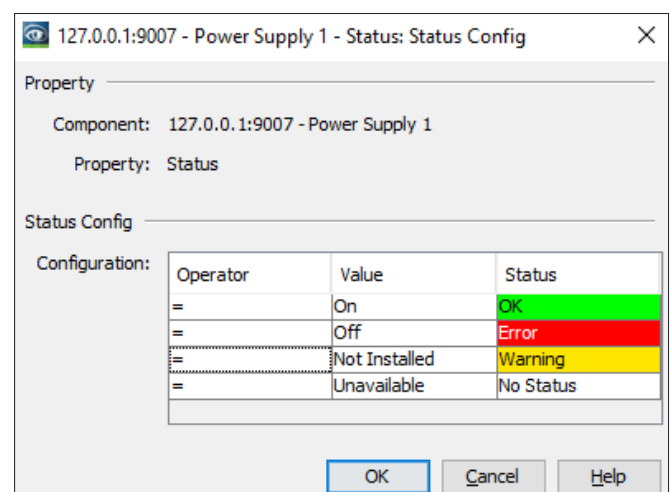 127.0.0.1:9007 - Power Supply 1 - Status: Status Config
Property
Component: 127.0.0.1:9007 - Power Supply 1
Property: Status
Status Config
Configuration:
Operator Value Status
= On OK
= Off Error
= Not Installed Warning
= Unavailable No Status
OK Cancel Help